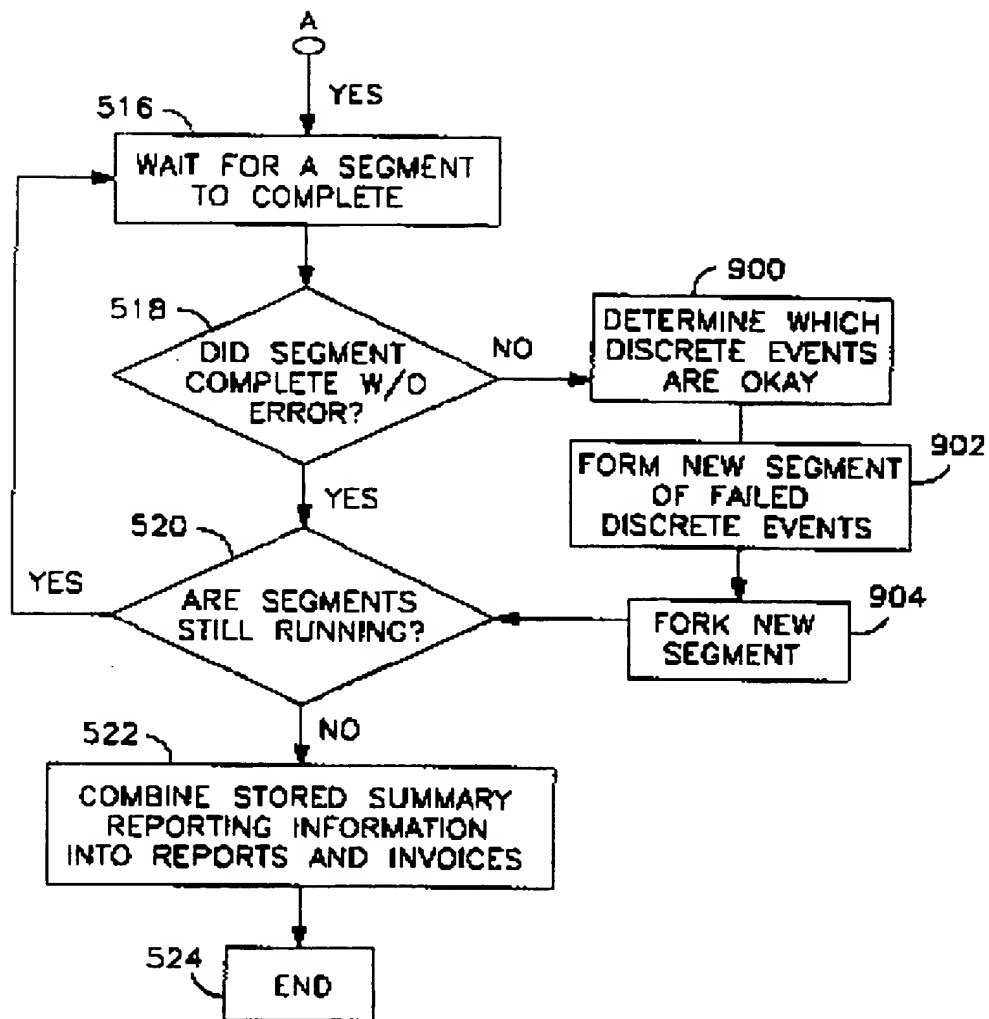 A
YES
516
WAIT FOR A SEGMENT
TO COMPLETE
518
DID SEGMENT
COMPLETE W/O
ERROR?
NO
900
DETERMINE WHICH
DISCRETE EVENTS
ARE OKAY
902
FORM NEW SEGMENT
OF FAILED
DISCRETE EVENTS
904
FORK NEW
SEGMENT
YES
520
ARE SEGMENTS
STILL RUNNING?
YES
NO
522
COMBINE STORED SUMMARY
REPORTING INFORMATION
INTO REPORTS AND INVOICES
524
END